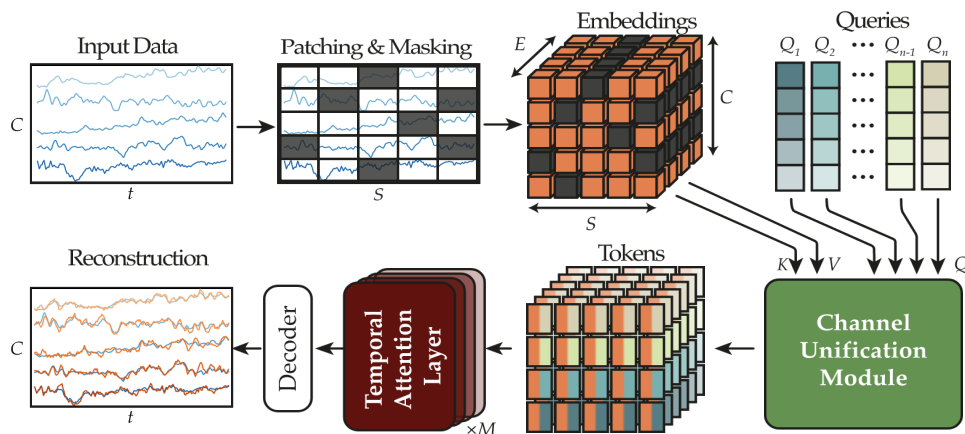 Input Data
Patching & Masking
Embeddings
Queries
C
t
S
E
C
S
Q1 Q2 ••• Qn-1 Qn
•••
•••
•••
•••
K V Q
Reconstruction
Tokens
C
t
Decoder
Temporal
Attention
Layer
×M
Channel
Unification
Module